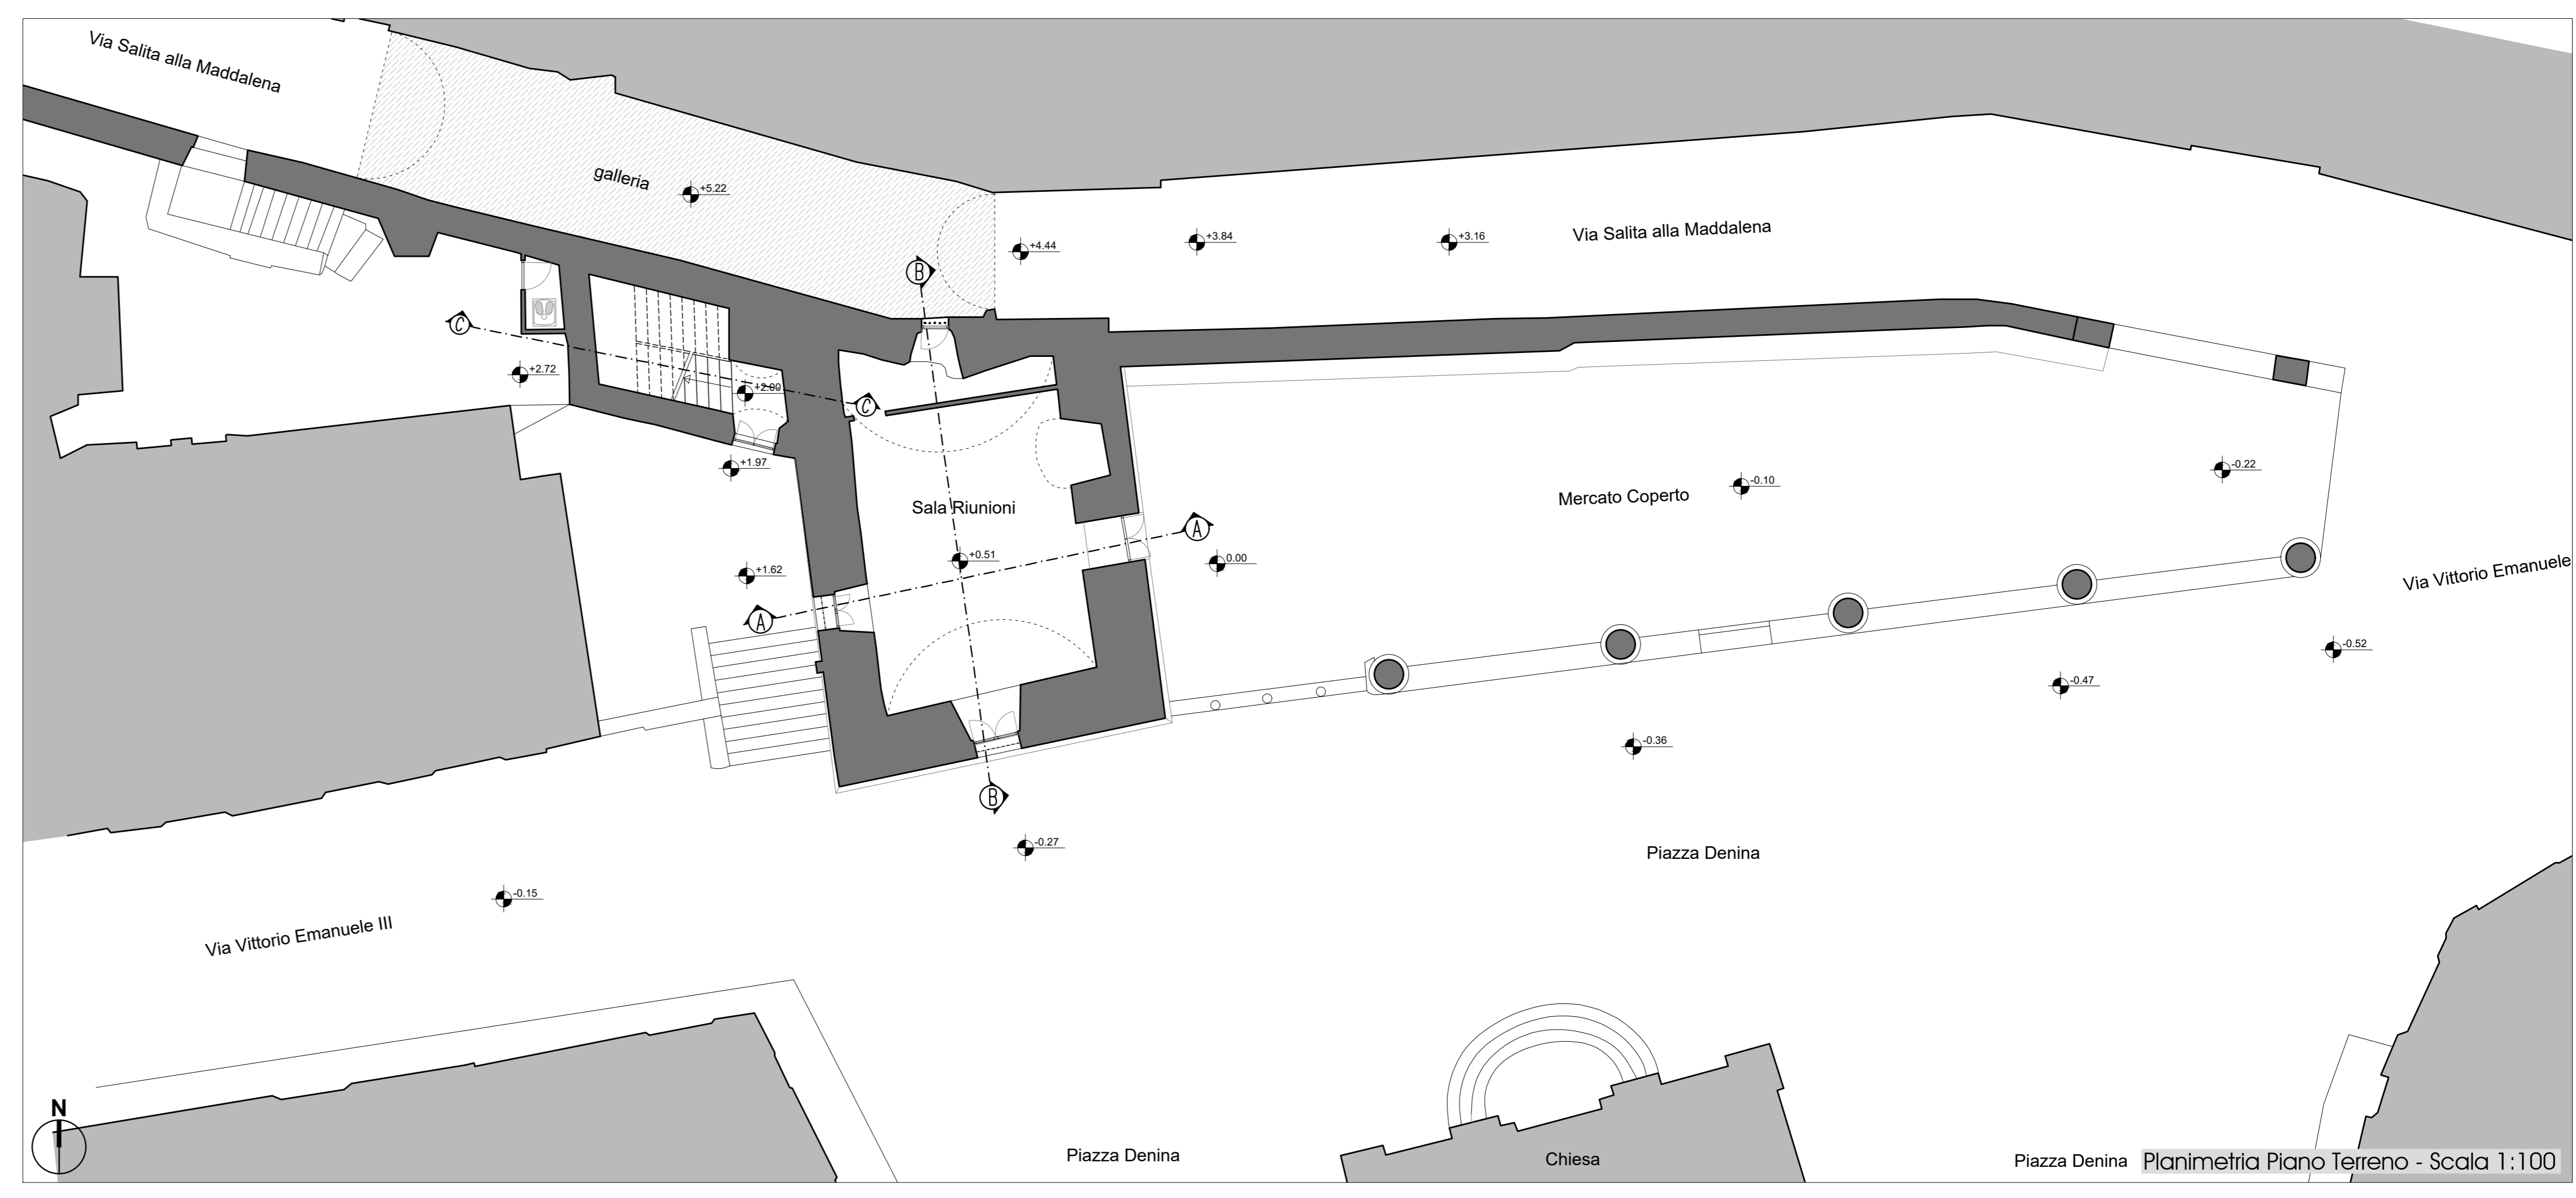 Via Salita alla Maddalena
galleria
+5.22
B
+4.44
+3.84
+3.16
Via Salita alla Maddalena
C
+2.72
+2.00
C
+1.97
Sala Riunioni
+0.51
+1.62
A
A
0.00
Mercato Coperto
-0.10
-0.22
Via Vittorio Emanuele
-0.52
-0.47
-0.36
B
-0.27
Piazza Denina
-0.15
Via Vittorio Emanuele III
N
Piazza Denina
Chiesa
Piazza Denina
Planimetria Piano Terreno - Scala 1:100